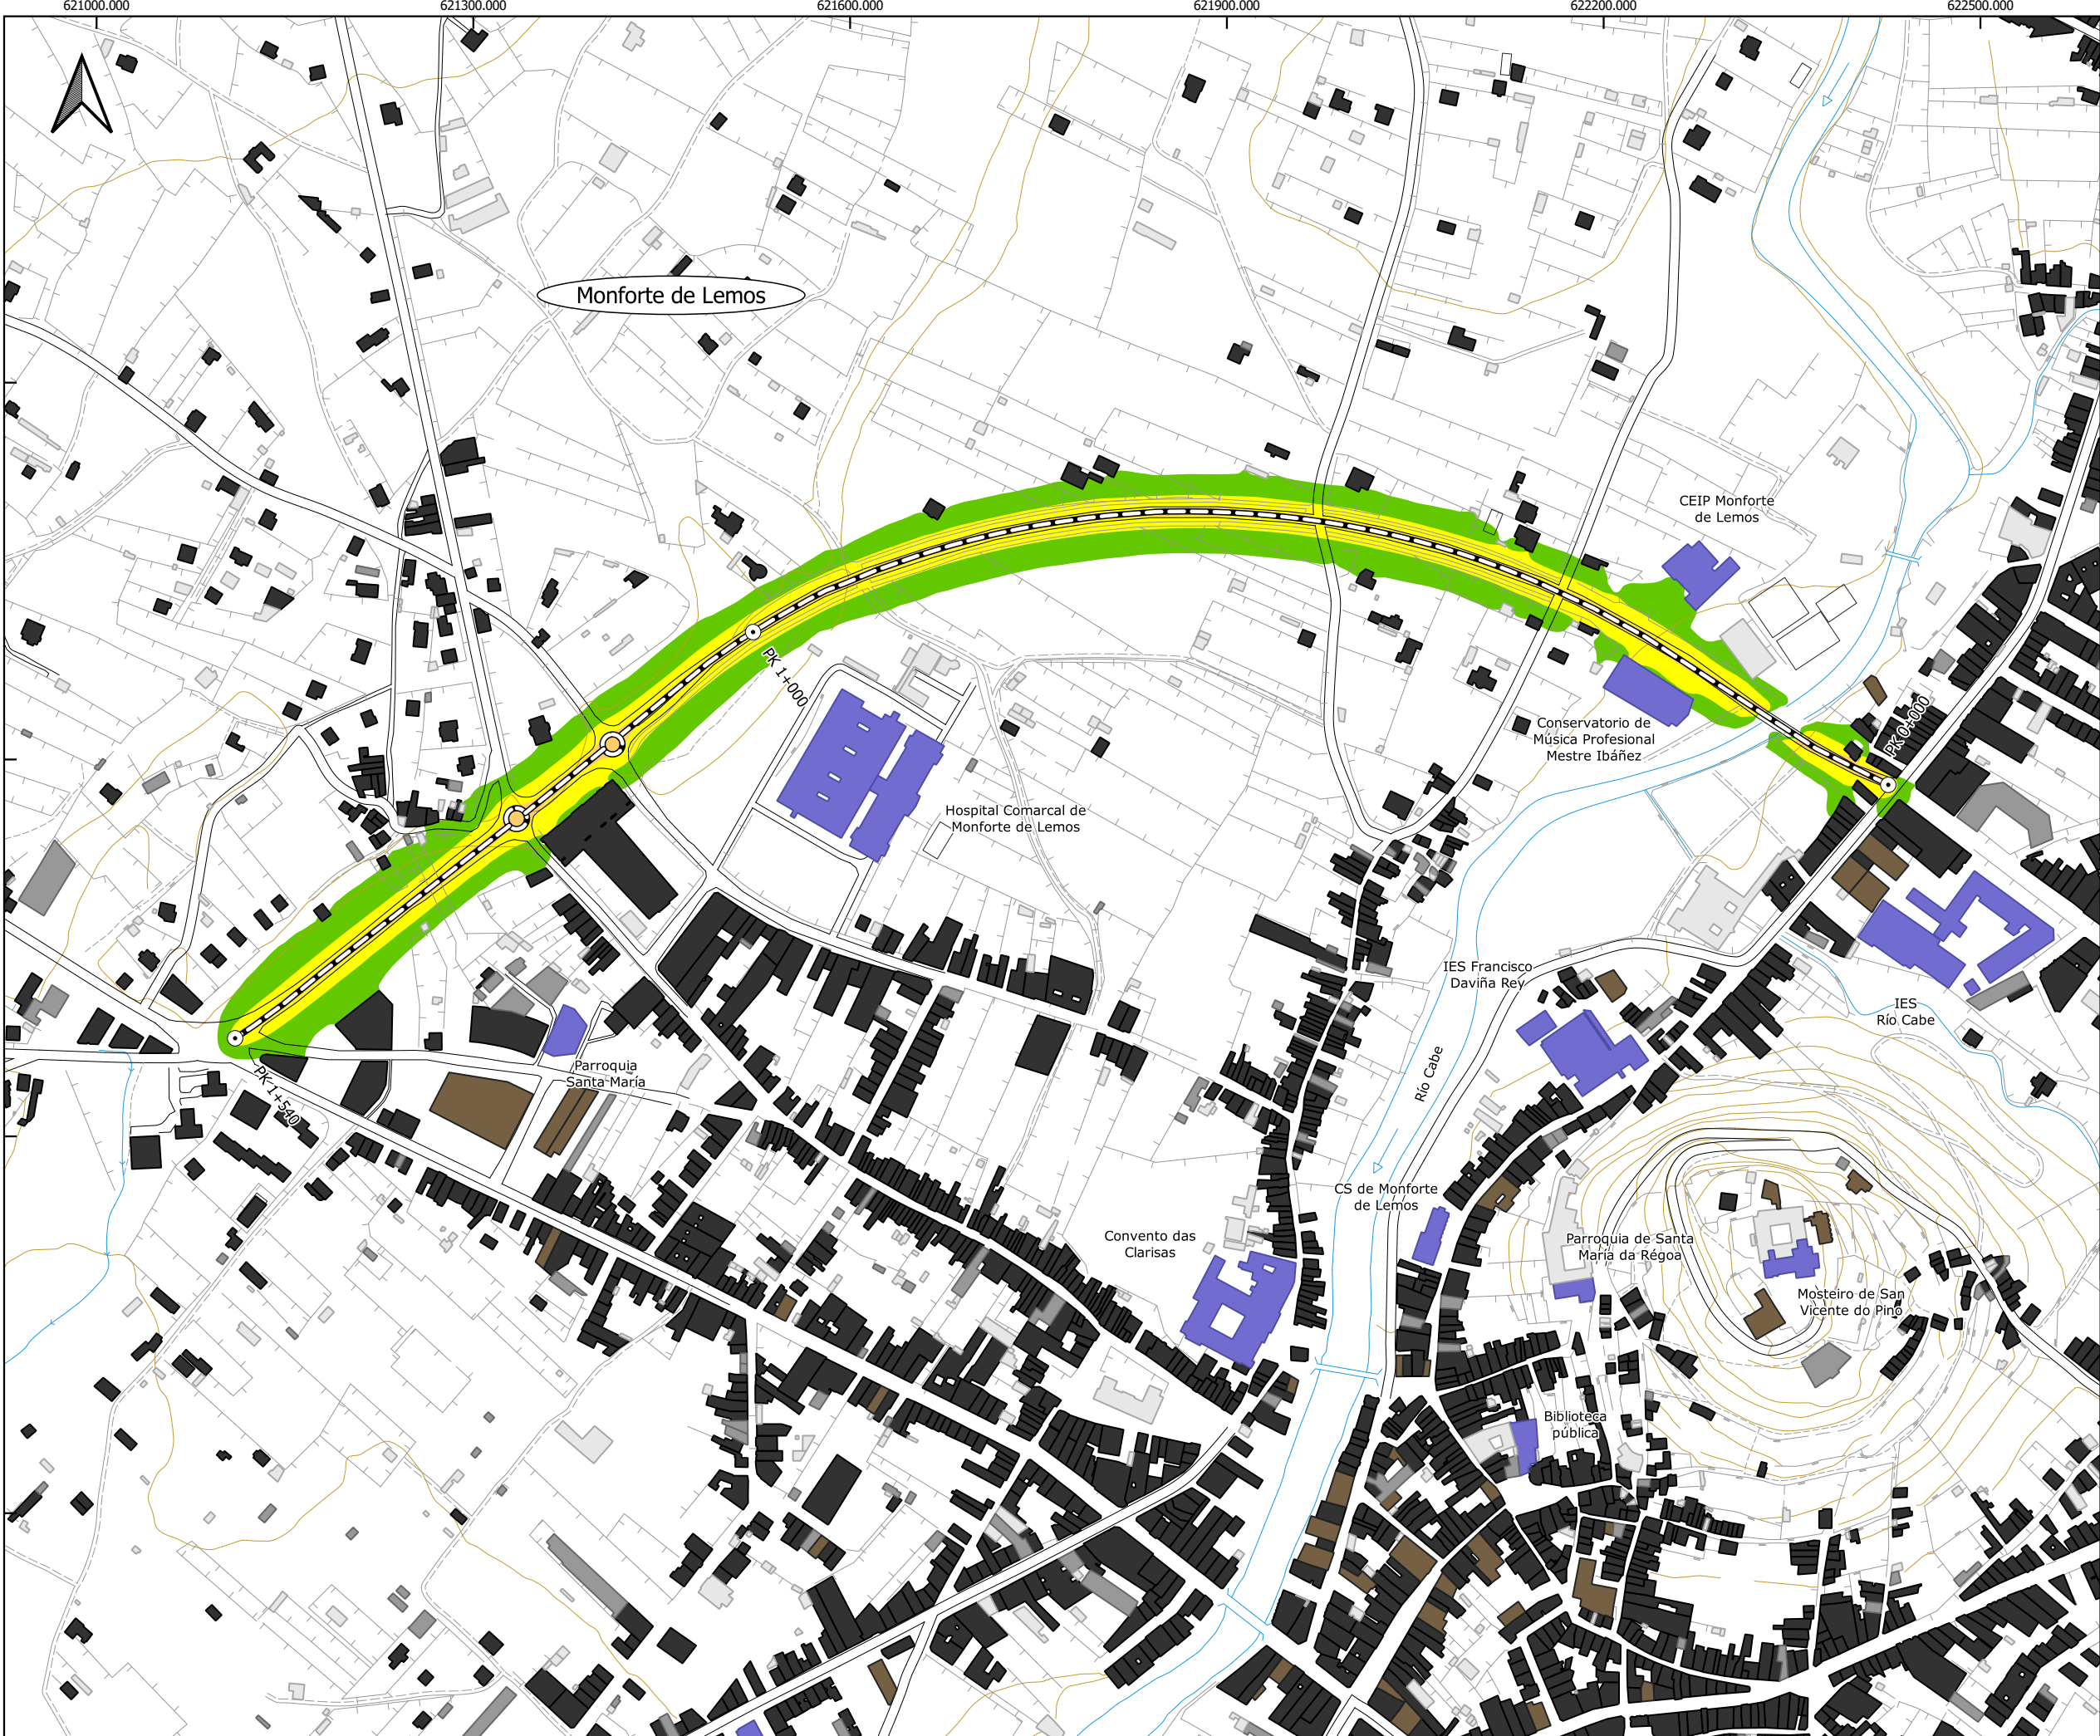 621000.000
621300.000
621600.000
621900.000
622200.000
622500.000
Monforte de Lemos
CEIP Monforte
de Lemos
PK 1+000
PK 0+000
Conservatorio de
Música Profesional
Mestre Ibáñez
Hospital Comarcal de
Monforte de Lemos
IES Francisco
Daviña Rey
IES
Río Cabe
Río Cabe
Parroquia
Santa María
PK 1+540
CS de Monforte
de Lemos
Convento das
Clarisas
Parroquia de Santa
María da Régoa
Mosteiro de San
Vicente do Pino
Biblioteca
pública